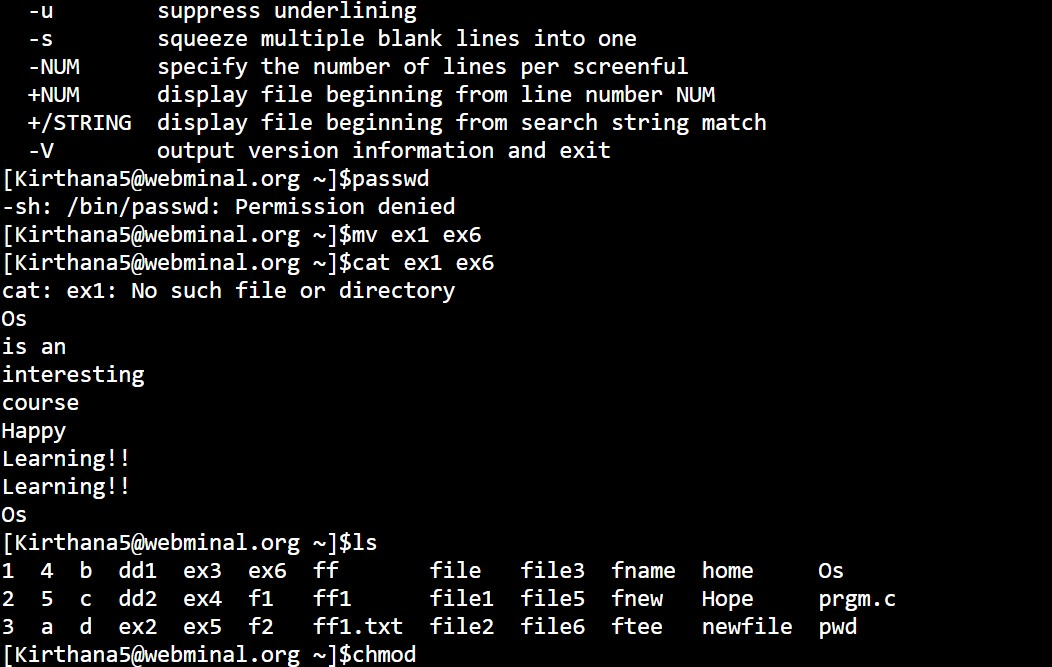 -u        suppress underlining
-s        squeeze multiple blank lines into one
-NUM      specify the number of lines per screenful
+NUM      display file beginning from line number NUM
+/STRING  display file beginning from search string match
-V        output version information and exit
[Kirthana5@webminal.org ~]$passwd
-sh: /bin/passwd: Permission denied
[Kirthana5@webminal.org ~]$mv ex1 ex6
[Kirthana5@webminal.org ~]$cat ex1 ex6
cat: ex1: No such file or directory
Os
is an
interesting
course
Happy
Learning!!
Learning!!
Os
[Kirthana5@webminal.org ~]$ls
1  4  b  dd1  ex3  ex6  ff       file   file3  fname  home     Os
2  5  c  dd2  ex4  f1   ff1      file1  file5  fnew   Hope     prgm.c
3  a  d  ex2  ex5  f2   ff1.txt  file2  file6  ftee   newfile  pwd
[Kirthana5@webminal.org ~]$chmod